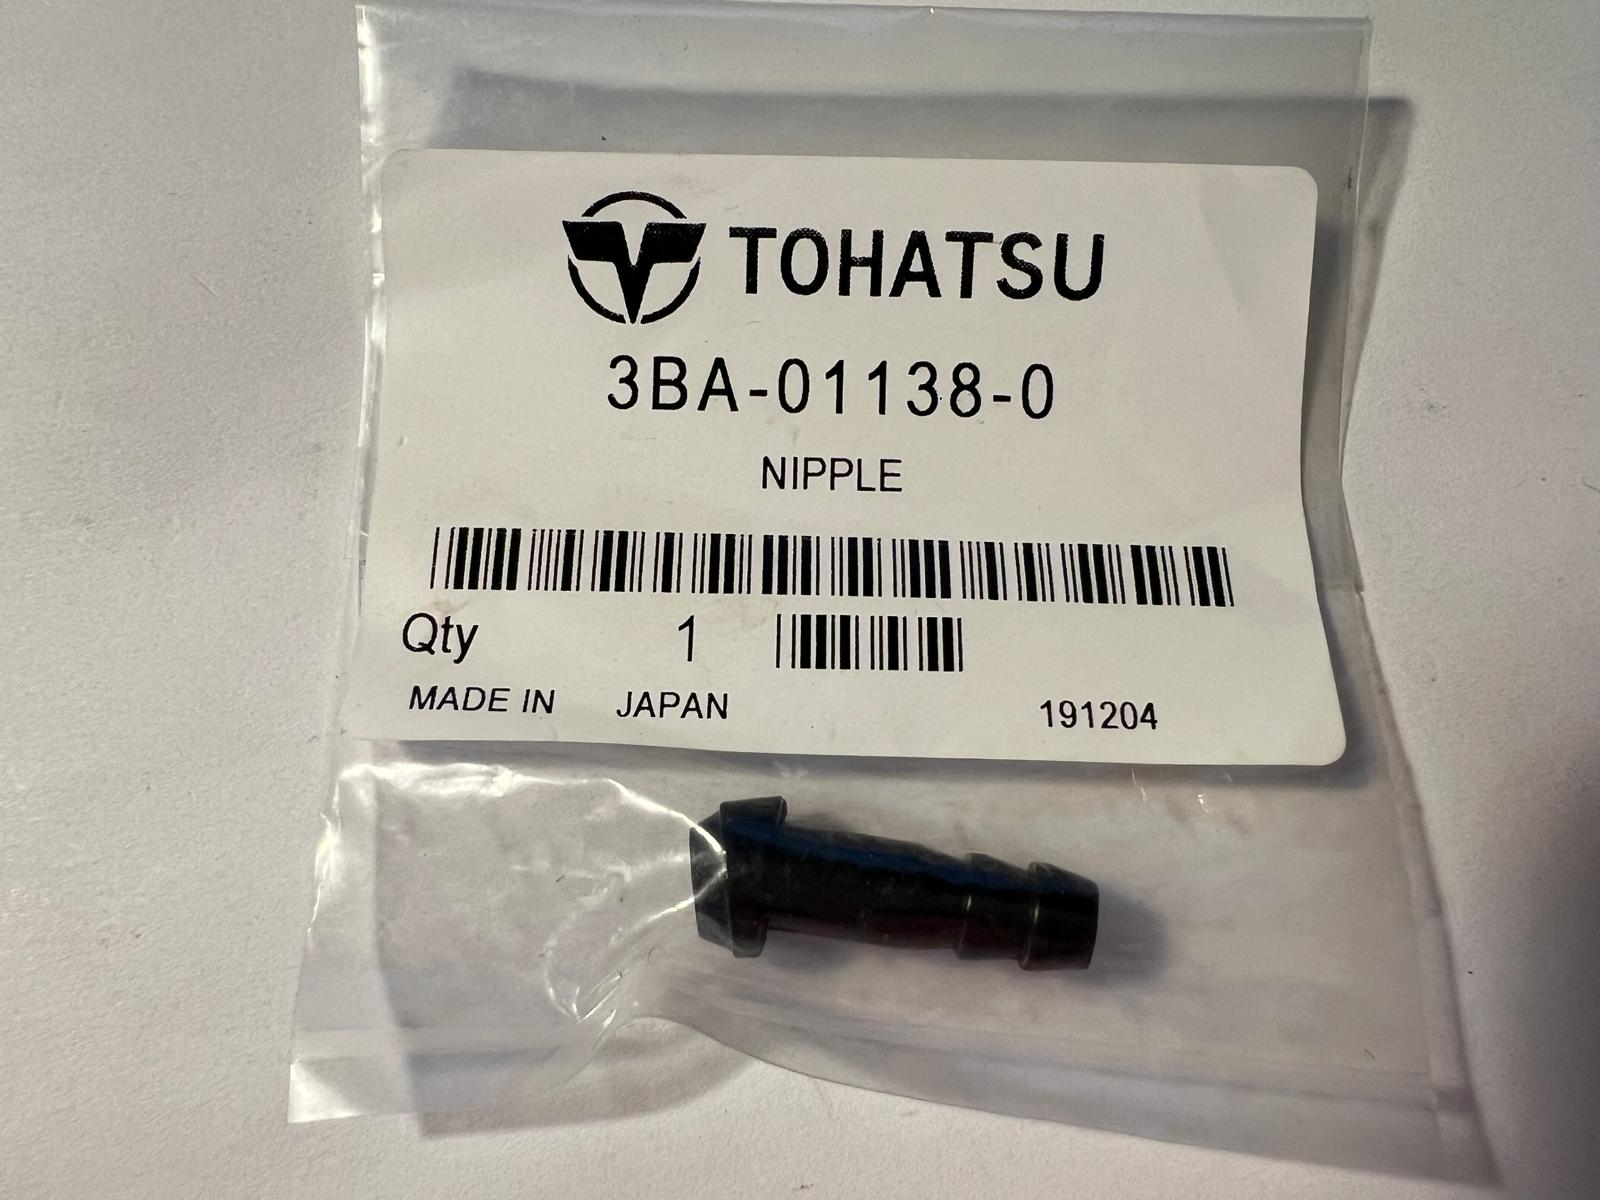 TOHATSU
3BA-01138-0
NIPPLE
Qty 1
MADE IN JAPAN 191204